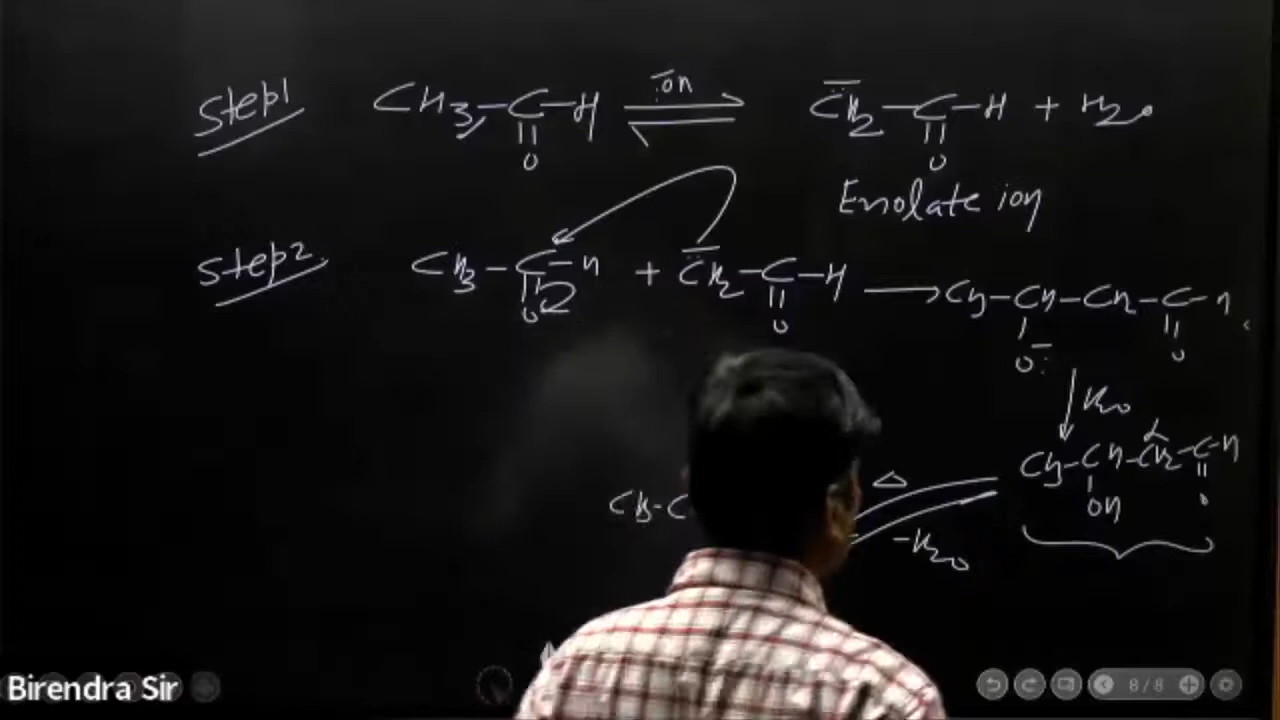 Step1 CH3-C-H ⇌ ŌH C̄H2-C-H + H2O
|| ||
O O
Enolate ion
Step2. CH3-C-H + C̄H2-C-H → CH3-CH-CH2-C-H
|| || | ||
O O O⁻ O
↓ H2O
CH3-CH-CH2-C-H
α
| ||
OH O
Δ
-H2O
CH3-C
Birendra Sir
8/8